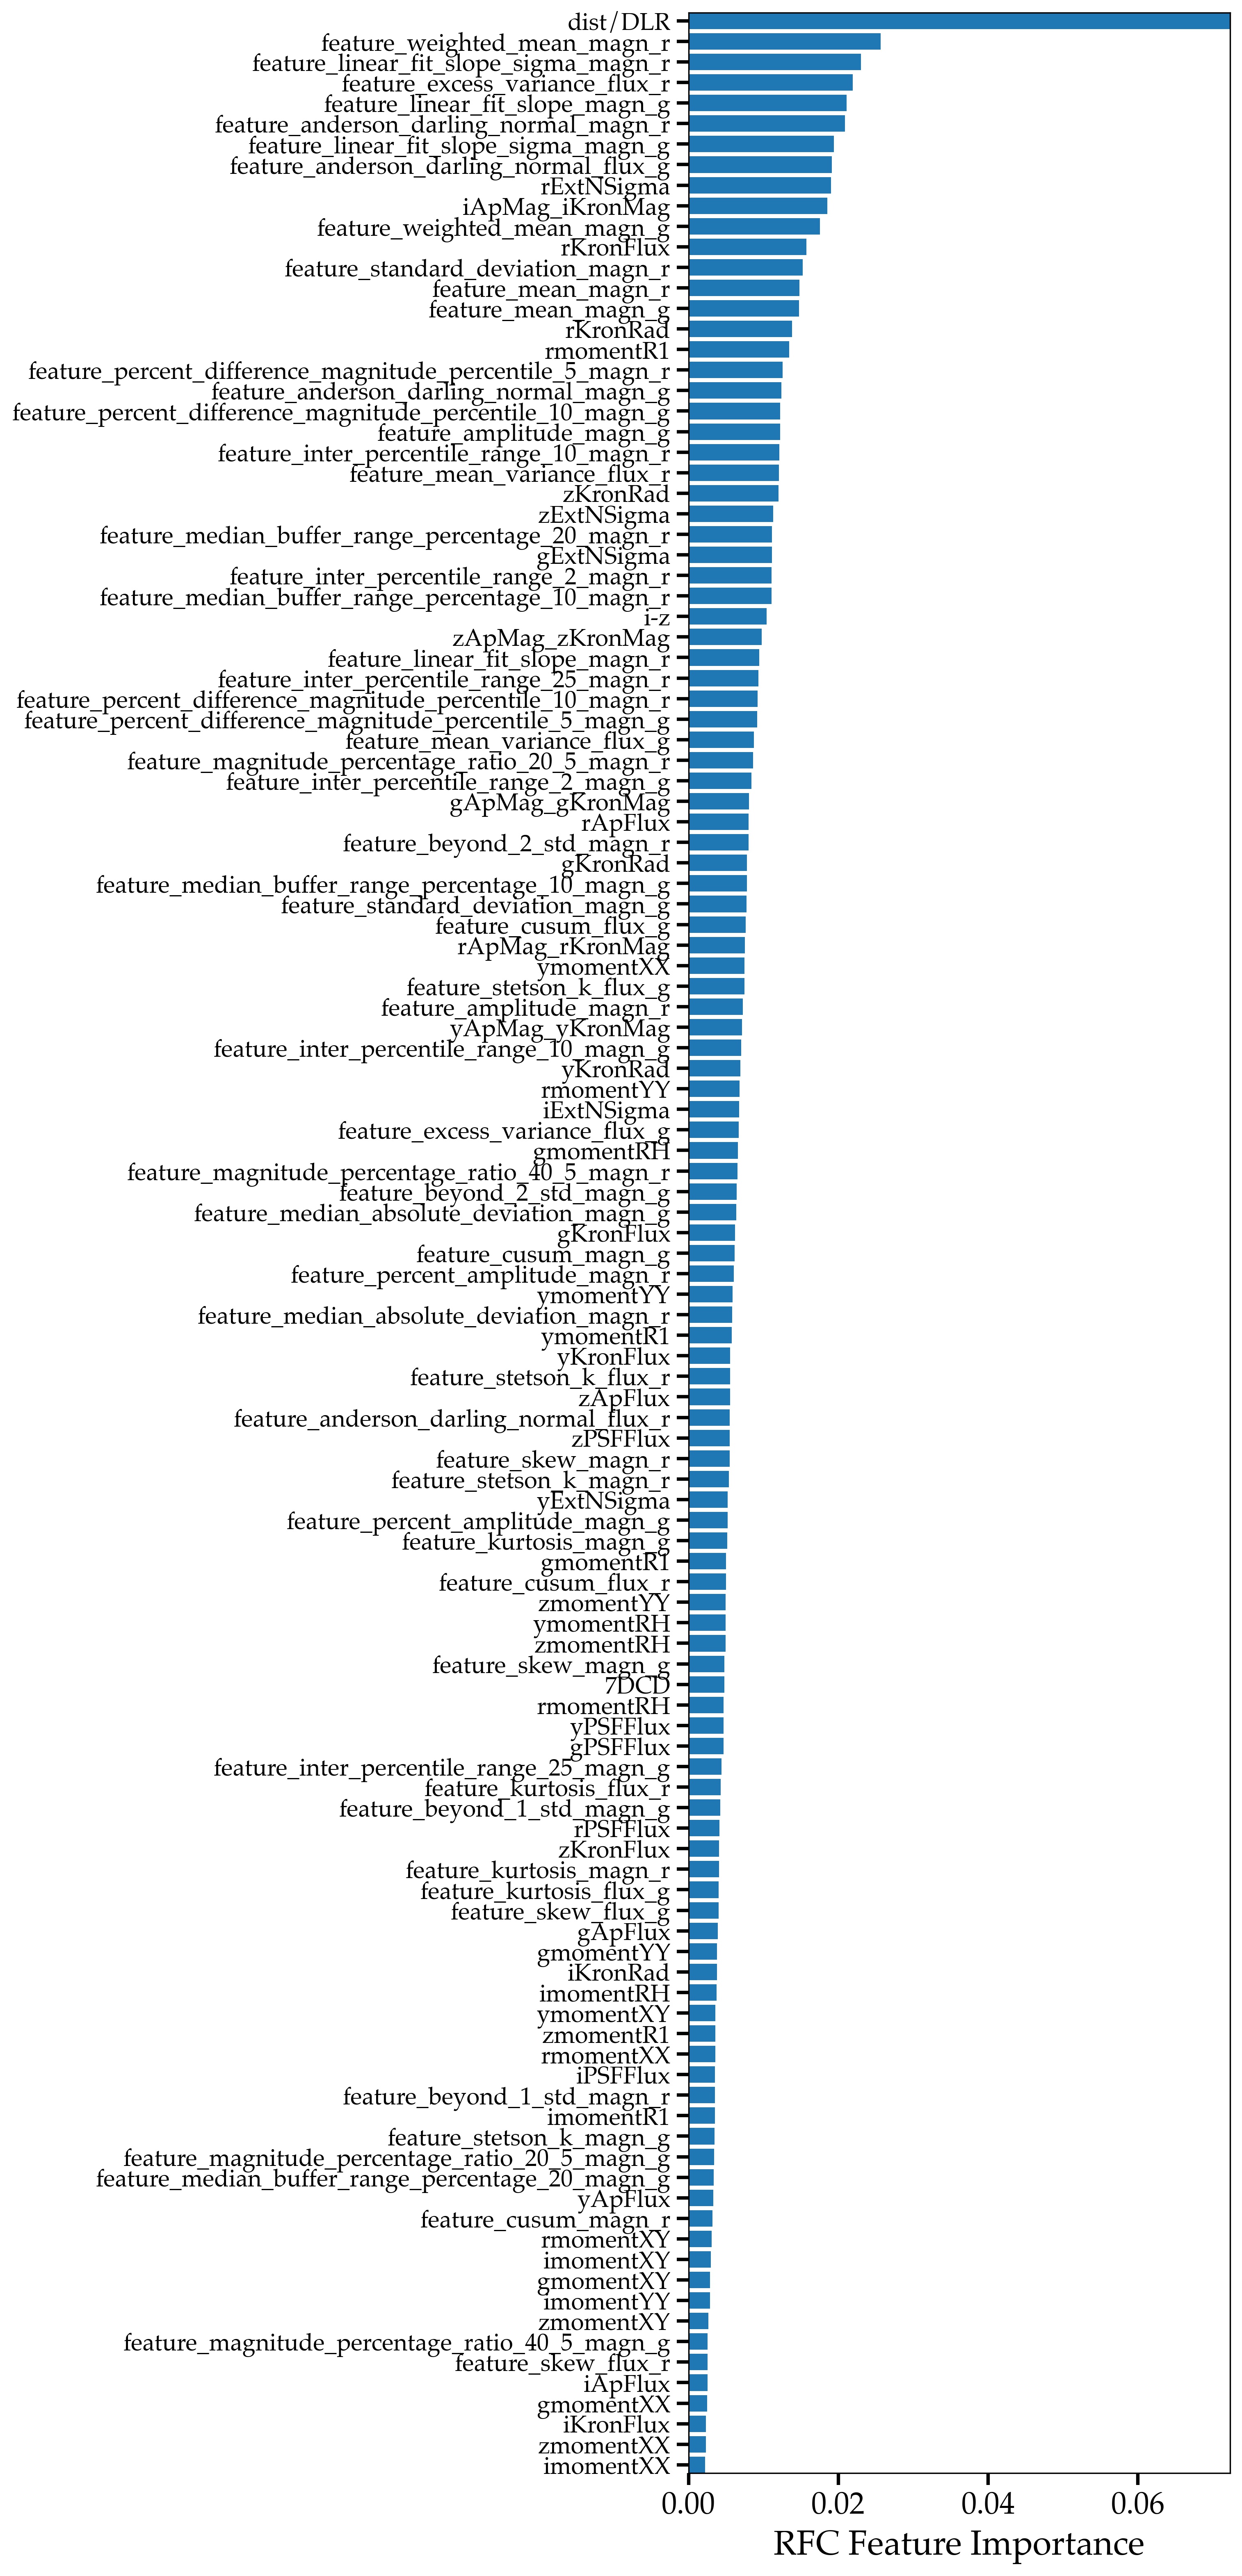 dist/DLR
feature_weighted_mean_magn_r
feature_linear_fit_slope_sigma_magn_r
feature_excess_variance_flux_r
feature_linear_fit_slope_magn_g
feature_anderson_darling_normal_magn_r
feature_linear_fit_slope_sigma_magn_g
feature_anderson_darling_normal_flux_g
rExtNSigma
iApMag_iKronMag
feature_weighted_mean_magn_g
rKronFlux
feature_standard_deviation_magn_r
feature_mean_magn_r
feature_mean_magn_g
rKronRad
rmomentR1
feature_percent_difference_magnitude_percentile_5_magn_r
feature_anderson_darling_normal_magn_g
feature_percent_difference_magnitude_percentile_10_magn_g
feature_amplitude_magn_g
feature_inter_percentile_range_10_magn_r
feature_mean_variance_flux_r
zKronRad
zExtNSigma
feature_median_buffer_range_percentage_20_magn_r
gExtNSigma
feature_inter_percentile_range_2_magn_r
feature_median_buffer_range_percentage_10_magn_r
i-z
zApMag_zKronMag
feature_linear_fit_slope_magn_r
feature_inter_percentile_range_25_magn_r
feature_percent_difference_magnitude_percentile_10_magn_r
feature_percent_difference_magnitude_percentile_5_magn_g
feature_mean_variance_flux_g
feature_magnitude_percentage_ratio_20_5_magn_r
feature_inter_percentile_range_2_magn_g
gApMag_gKronMag
rApFlux
feature_beyond_2_std_magn_r
gKronRad
feature_median_buffer_range_percentage_10_magn_g
feature_standard_deviation_magn_g
feature_cusum_flux_g
rApMag_rKronMag
ymomentXX
feature_stetson_k_flux_g
feature_amplitude_magn_r
yApMag_yKronMag
feature_inter_percentile_range_10_magn_g
yKronRad
rmomentYY
iExtNSigma
feature_excess_variance_flux_g
gmomentRH
feature_magnitude_percentage_ratio_40_5_magn_r
feature_beyond_2_std_magn_g
feature_median_absolute_deviation_magn_g
gKronFlux
feature_cusum_magn_g
feature_percent_amplitude_magn_r
ymomentYY
feature_median_absolute_deviation_magn_r
ymomentR1
yKronFlux
feature_stetson_k_flux_r
zApFlux
feature_anderson_darling_normal_flux_r
zPSFFlux
feature_skew_magn_r
feature_stetson_k_magn_r
yExtNSigma
feature_percent_amplitude_magn_g
feature_kurtosis_magn_g
gmomentR1
feature_cusum_flux_r
zmomentYY
ymomentRH
zmomentRH
feature_skew_magn_g
7DCD
rmomentRH
yPSFFlux
gPSFFlux
feature_inter_percentile_range_25_magn_g
feature_kurtosis_flux_r
feature_beyond_1_std_magn_g
rPSFFlux
zKronFlux
feature_kurtosis_magn_r
feature_kurtosis_flux_g
feature_skew_flux_g
gApFlux
gmomentYY
iKronRad
imomentRH
ymomentXY
zmomentR1
rmomentXX
iPSFFlux
feature_beyond_1_std_magn_r
imomentR1
feature_stetson_k_magn_g
feature_magnitude_percentage_ratio_20_5_magn_g
feature_median_buffer_range_percentage_20_magn_g
yApFlux
feature_cusum_magn_r
rmomentXY
imomentXY
gmomentXY
imomentYY
zmomentXY
feature_magnitude_percentage_ratio_40_5_magn_g
feature_skew_flux_r
iApFlux
gmomentXX
iKronFlux
zmomentXX
imomentXX
0.00 0.02 0.04 0.06
RFC Feature Importance